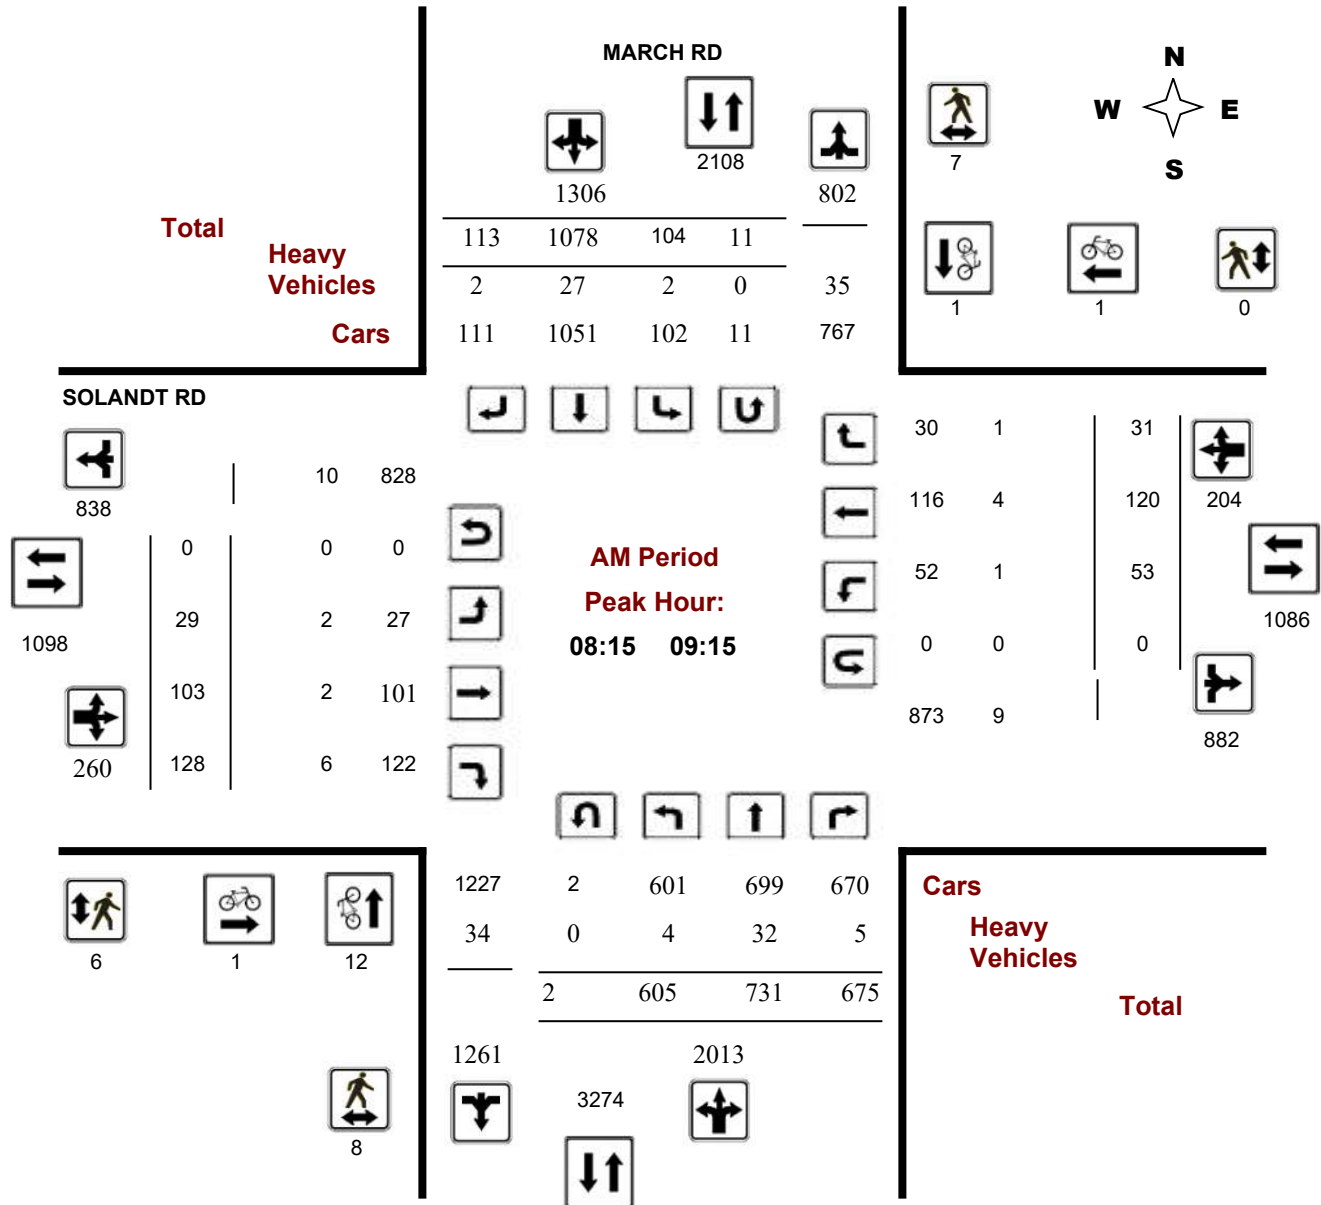 MARCH RD
N
W E
S
2108
7
1306
802
Total
113 1078 104 11
Heavy
Vehicles
2 27 2 0 35
1 1 0
Cars
111 1051 102 11 767
SOLANDT RD
30 1 31
10 828
838
116 4 120 204
0 0 0
AM Period
52 1 53
Peak Hour:
29 2 27
1086
1098
08:15 09:15
0 0 0
103 2 101
873 9
882
260 128 6 122
1227 2 601 699 670
Cars
34 0 4 32 5
Heavy
Vehicles
6 1 12
2 605 731 675
Total
1261 2013
3274
8